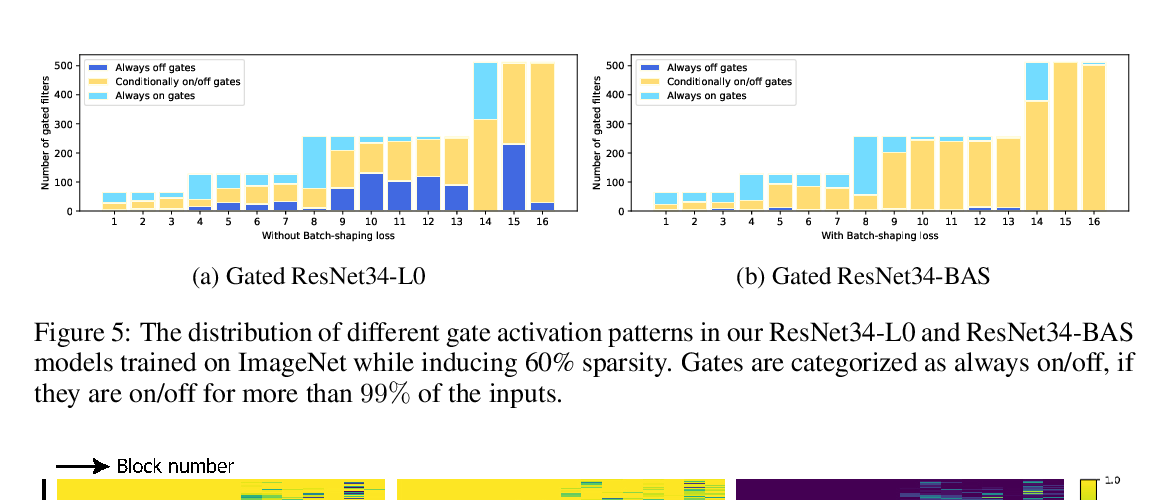 500
400
300
200
100
0
Number of gated filters
Always off gates
Conditionally on/off gates
Always on gates
1 2 3 4 5 6 7 8 9 10 11 12 13 14 15 16
Without Batch-shaping loss
(a) Gated ResNet34-L0
500
400
300
200
100
0
Number of gated filters
Always off gates
Conditionally on/off gates
Always on gates
1 2 3 4 5 6 7 8 9 10 11 12 13 14 15 16
With Batch-shaping loss
(b) Gated ResNet34-BAS
Figure 5: The distribution of different gate activation patterns in our ResNet34-L0 and ResNet34-BAS
models trained on ImageNet while inducing 60% sparsity. Gates are categorized as always on/off, if
they are on/off for more than 99% of the inputs.
Block number
1.0